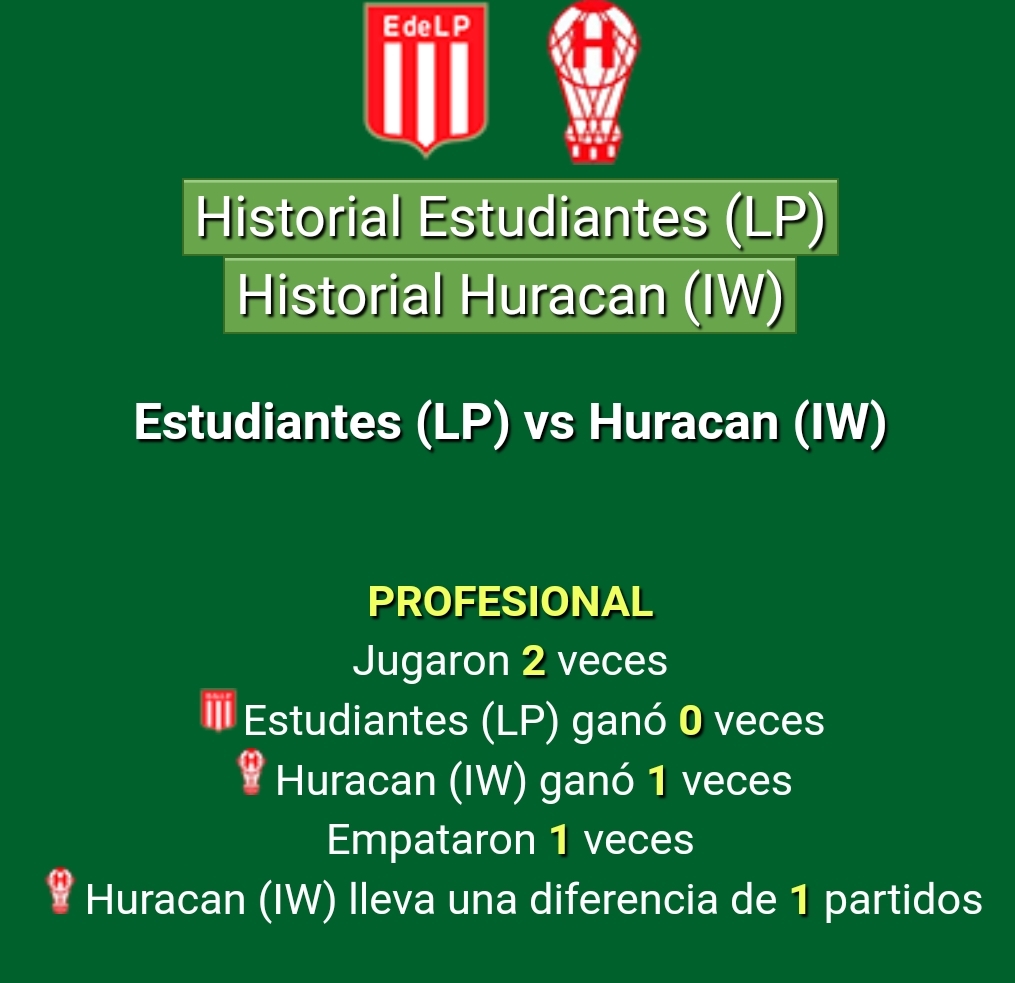 EdeLP
H
Historial Estudiantes (LP)
Historial Huracan (IW)
Estudiantes (LP) vs Huracan (IW)
PROFESIONAL
Jugaron 2 veces
Estudiantes (LP) ganó 0 veces
H
Huracan (IW) ganó 1 veces
Empataron 1 veces
H
Huracan (IW) lleva una diferencia de 1 partidos